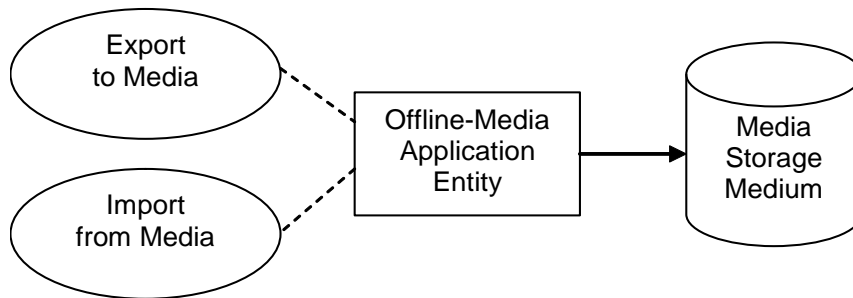 Export
to Media
Offline-Media
Application
Entity
Media
Storage
Medium
Import
from Media